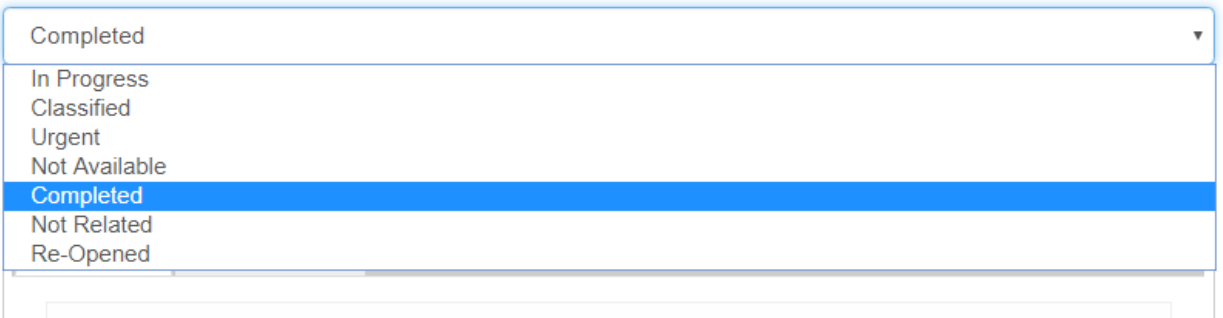 Completed
In Progress
Classified
Urgent
Not Available
Completed
Not Related
Re-Opened